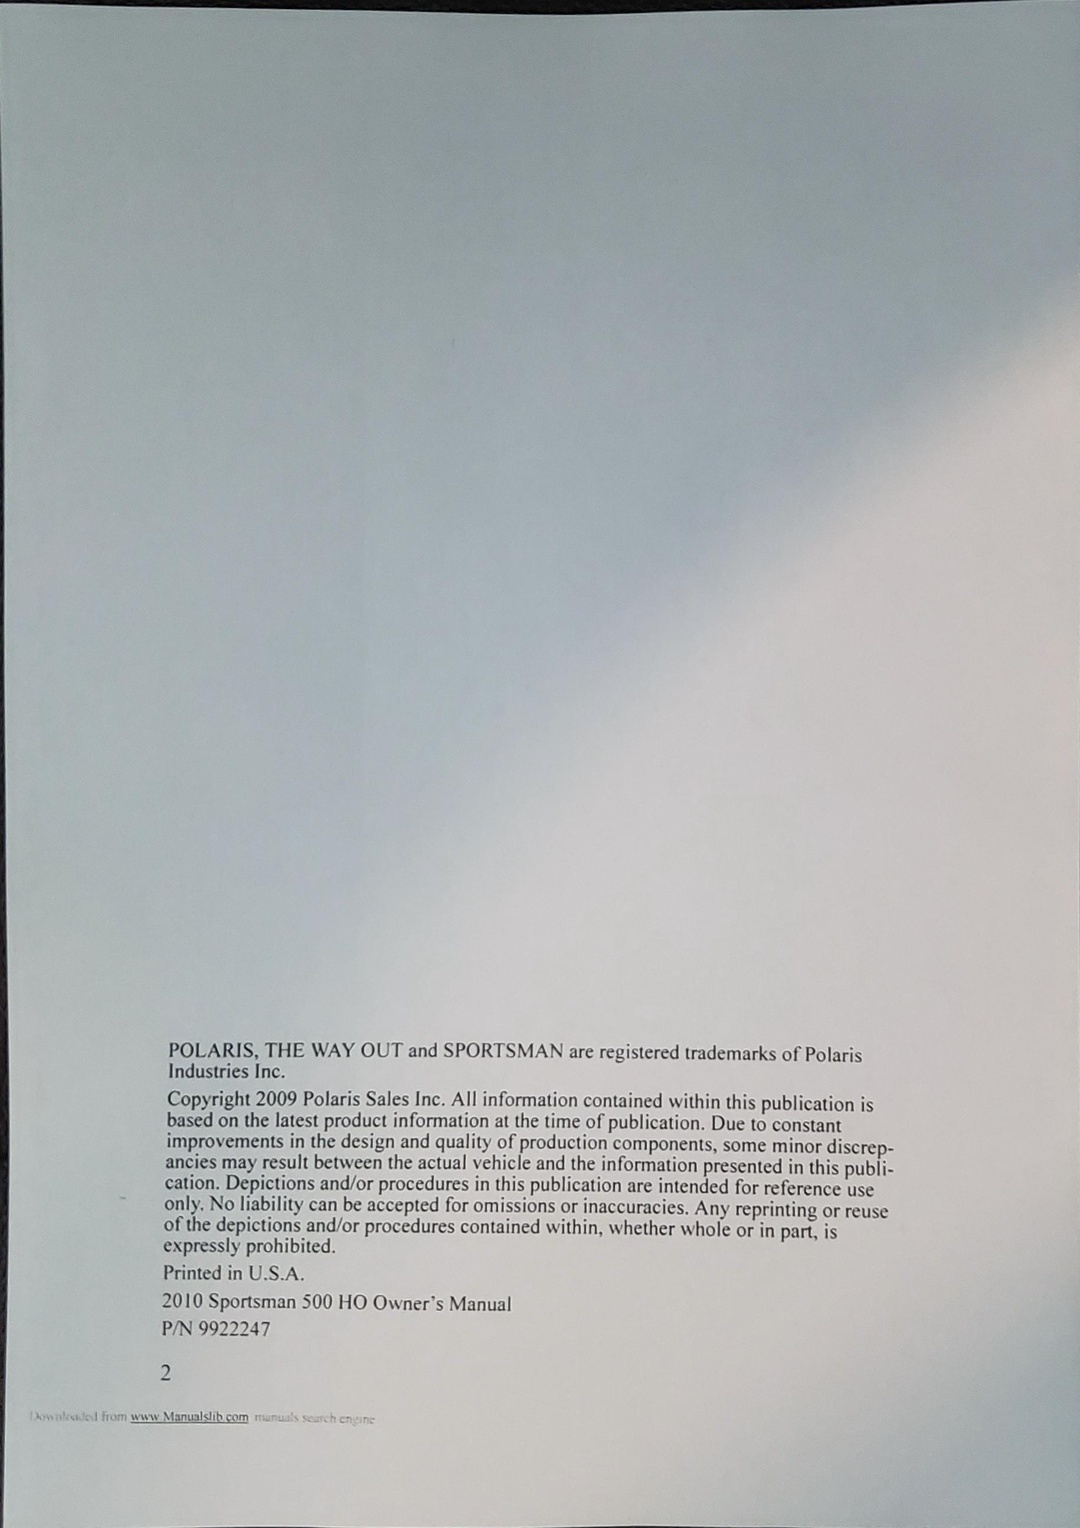 POLARIS, THE WAY OUT and SPORTSMAN are registered trademarks of Polaris
Industries Inc.
Copyright 2009 Polaris Sales Inc. All information contained within this publication is
based on the latest product information at the time of publication. Due to constant
improvements in the design and quality of production components, some minor discrep-
ancies may result between the actual vehicle and the information presented in this publi-
cation. Depictions and/or procedures in this publication are intended for reference use
only. No liability can be accepted for omissions or inaccuracies. Any reprinting or reuse
of the depictions and/or procedures contained within, whether whole or in part, is
expressly prohibited.
Printed in U.S.A.
2010 Sportsman 500 HO Owner's Manual
P/N 9922247
2
Downloaded from www.Manualslib.com manuals search engine